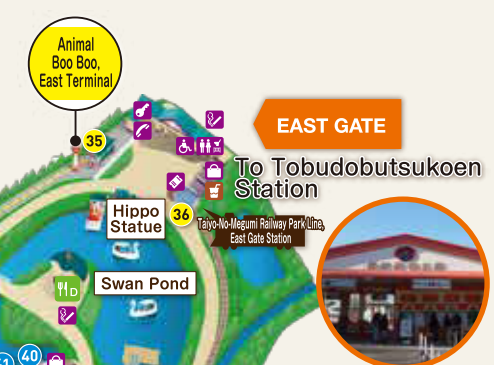 Animal
Boo Boo,
East Terminal
35
EAST GATE
To Tobudobutsukoen
Station
Hippo
Statue
36
Taiyo-No-Megumi Railway Park Line,
East Gate Station
Swan Pond
D
40